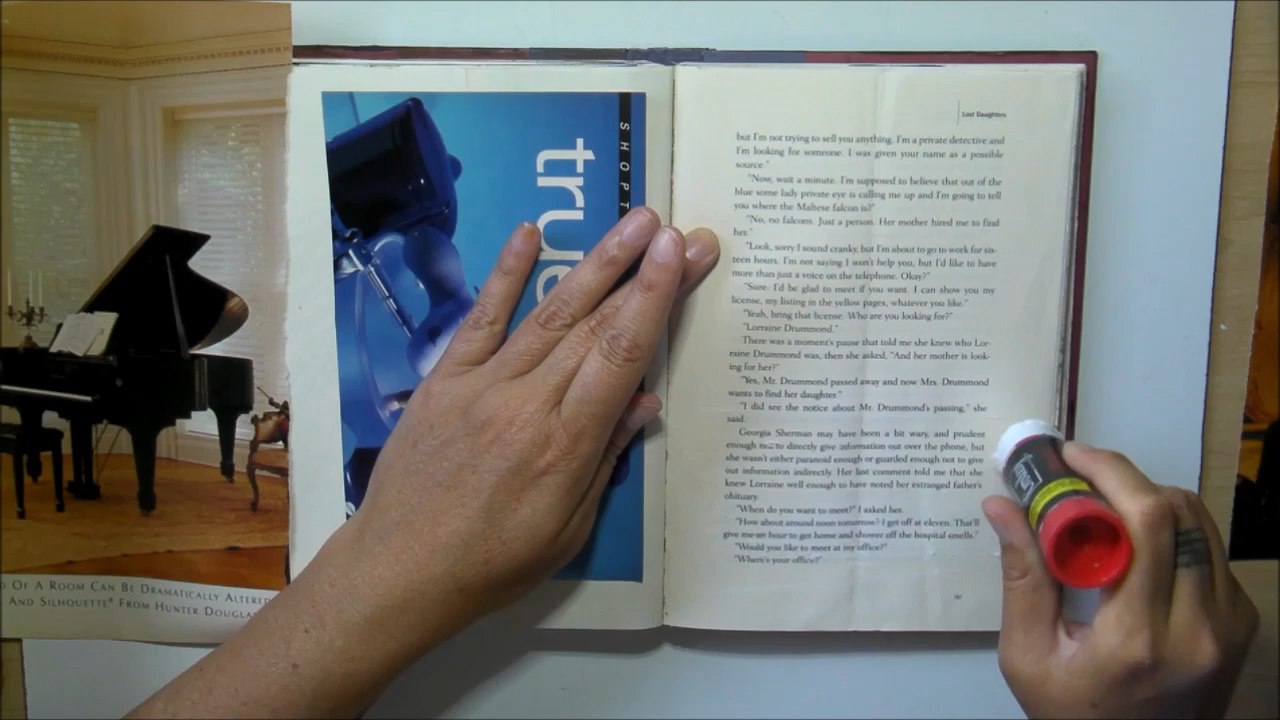 SHOPT
true
D OF A ROOM CAN BE DRAMATICALLY ALTERED
AND SILHOUETTE® FROM HUNTER DOUGLA
Lost Daughters
but I'm not trying to sell you anything. I'm a private detective and
I'm looking for someone. I was given your name as a possible
source."
"Now, wait a minute. I'm supposed to believe that out of the
blue some lady private eye is calling me up and I'm going to tell
you where the Maltese falcon is?"
"No, no falcons. Just a person. Her mother hired me to find
her."
"Look, sorry I sound cranky, but I'm about to go to work for six-
teen hours. I'm not saying I won't help you, but I'd like to have
more than just a voice on the telephone. Okay?"
"Sure. I'd be glad to meet if you want. I can show you my
license, my listing in the yellow pages, whatever you like."
"Yeah, bring that license. Who are you looking for?"
"Lorraine Drummond."
There was a moment's pause that told me she knew who Lor-
raine Drummond was, then she asked, "And her mother is look-
ing for her?"
"Yes, Mr. Drummond passed away and now Mrs. Drummond
wants to find her daughter."
"I did see the notice about Mr. Drummond's passing," she
said.
Georgia Sherman may have been a bit wary, and prudent
enough not to directly give information out over the phone, but
she wasn't either paranoid enough or guarded enough not to give
out information indirectly. Her last comment told me that she
knew Lorraine well enough to have noted her estranged father's
obituary.
"When do you want to meet?" I asked her.
"How about around noon tomorrow? I get off at eleven. That'll
give me an hour to get home and shower off the hospital smells."
"Would you like to meet at my office?"
"Where's your office?"